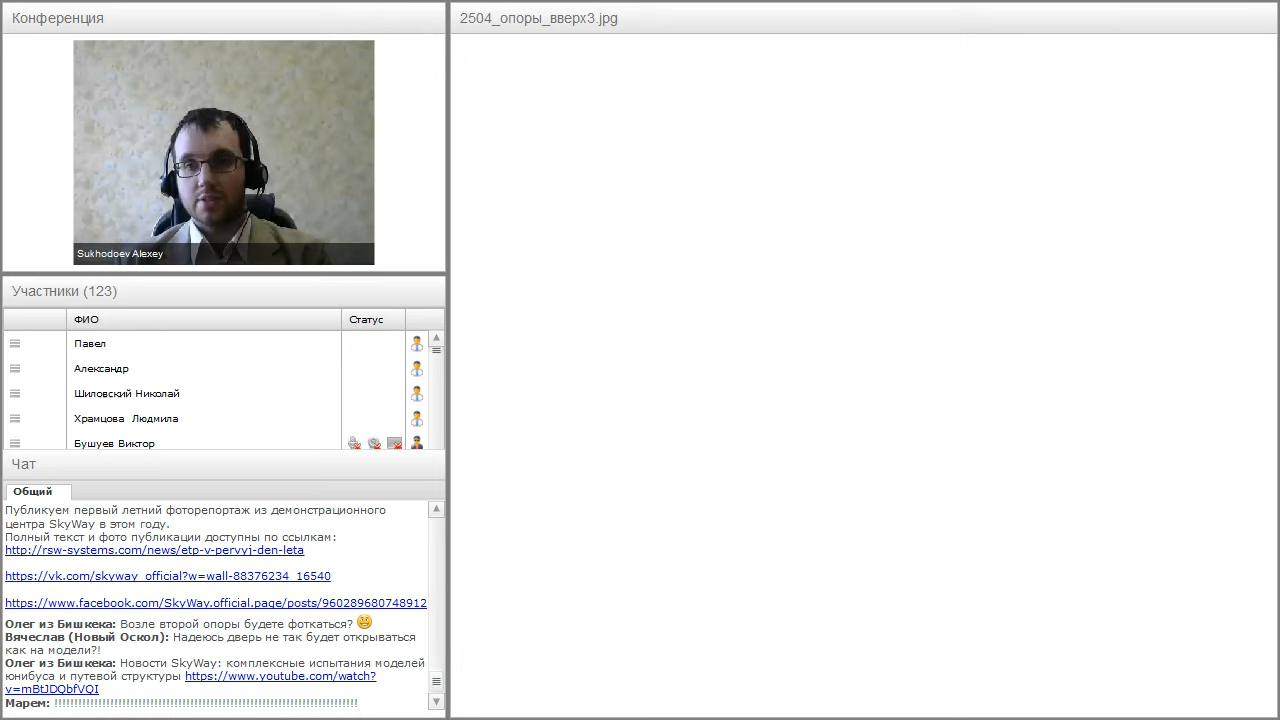 Конференция
Sukhodoev Alexey
Участники (123)
ФИО Статус
Павел
Александр
Шиловский Николай
Храмцова Людмила
Бушуев Виктор
Чат
Общий
Публикуем первый летний фоторепортаж из демонстрационного
центра SkyWay в этом году.
Полный текст и фото публикации доступны по ссылкам:
http://rsw-systems.com/news/etp-v-pervyj-den-leta
https://vk.com/skyway_official?w=wall-88376234_16540
https://www.facebook.com/SkyWay.official.page/posts/960289680748912
Олег из Бишкека: Возле второй опоры будете фоткаться?
Вячеслав (Новый Оскол): Надеюсь дверь не так будет открываться
как на модели?!
Олег из Бишкека: Новости SkyWay: комплексные испытания моделей
юнибуса и путевой структуры https://www.youtube.com/watch?
v=mBtJDQbfVQI
Марем: !!!!!!!!!!!!!!!!!!!!!!!!!!!!!!!!!!!!!!!!!!!!!!!!!!!!!!!!!!!!!!!!!!!!!!!!!!!!
2504_опоры_вверх3.jpg